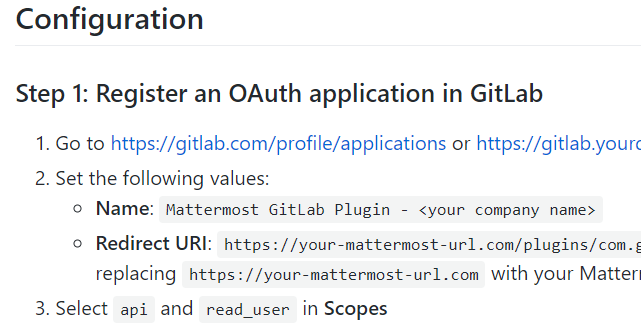 Configuration
Step 1: Register an OAuth application in GitLab
1. Go to https://gitlab.com/profile/applications or https://gitlab.yourc
2. Set the following values:
Name: Mattermost GitLab Plugin - <your company name>
Redirect URI: https://your-mattermost-url.com/plugins/com.g
replacing https://your-mattermost-url.com with your Matterm
3. Select api and read_user in Scopes